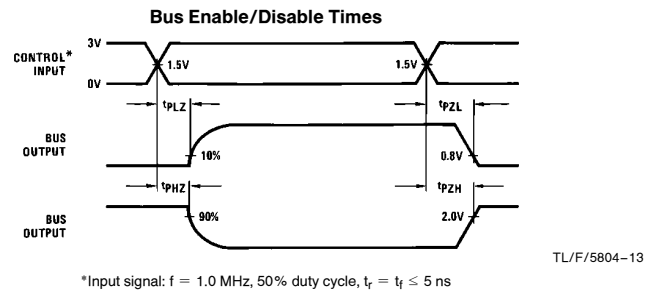 Bus Enable/Disable Times
CONTROL*
INPUT
3V
0V
1.5V
1.5V
tPLZ
tPZL
BUS
OUTPUT
10%
0.8V
tPHZ
tPZH
BUS
OUTPUT
90%
2.0V
TL/F/5804–13
*Input signal: f = 1.0 MHz, 50% duty cycle, tr = tf ≤ 5 ns